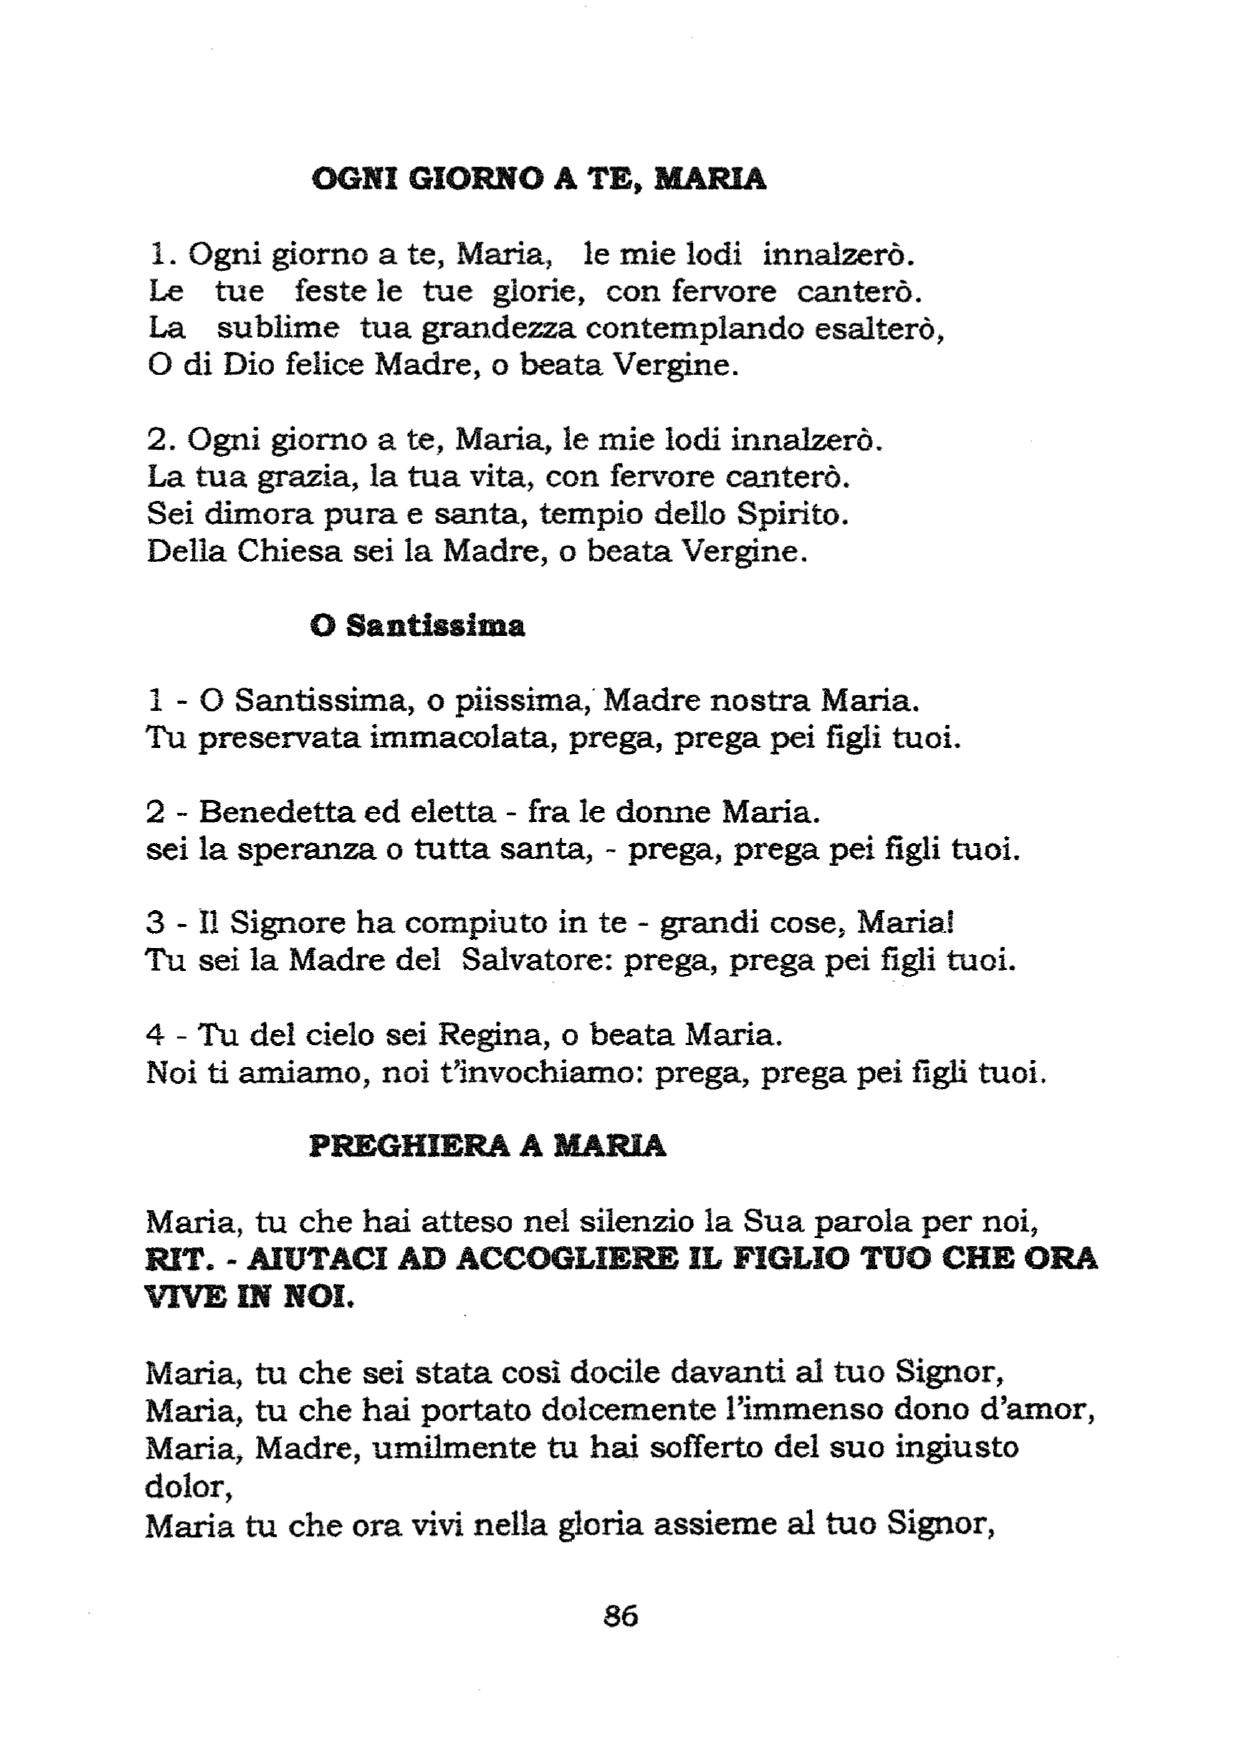 OGNI GIORNO A TE, MARIA
1. Ogni giorno a te, Maria, le mie lodi innalzerò.
Le tue feste le tue glorie, con fervore canterò.
La sublime tua grandezza contemplando esalterò,
O di Dio felice Madre, o beata Vergine.
2. Ogni giorno a te, Maria, le mie lodi innalzerò.
La tua grazia, la tua vita, con fervore canterò.
Sei dimora pura e santa, tempio dello Spirito.
Della Chiesa sei la Madre, o beata Vergine.
O Santissima
1 - O Santissima, o piissima, Madre nostra Maria.
Tu preservata immacolata, prega, prega pei figli tuoi.
2 - Benedetta ed eletta - fra le donne Maria.
sei la speranza o tutta santa, - prega, prega pei figli tuoi.
3 - Il Signore ha compiuto in te - grandi cose, Maria!
Tu sei la Madre del Salvatore: prega, prega pei figli tuoi.
4 - Tu del cielo sei Regina, o beata Maria.
Noi ti amiamo, noi t'invochiamo: prega, prega pei figli tuoi.
PREGHIERA A MARIA
Maria, tu che hai atteso nel silenzio la Sua parola per noi,
RIT. - AIUTACI AD ACCOGLIERE IL FIGLIO TUO CHE ORA
VIVE IN NOI.
Maria, tu che sei stata così docile davanti al tuo Signor,
Maria, tu che hai portato dolcemente l'immenso dono d'amor,
Maria, Madre, umilmente tu hai sofferto del suo ingiusto
dolor,
Maria tu che ora vivi nella gloria assieme al tuo Signor,
86